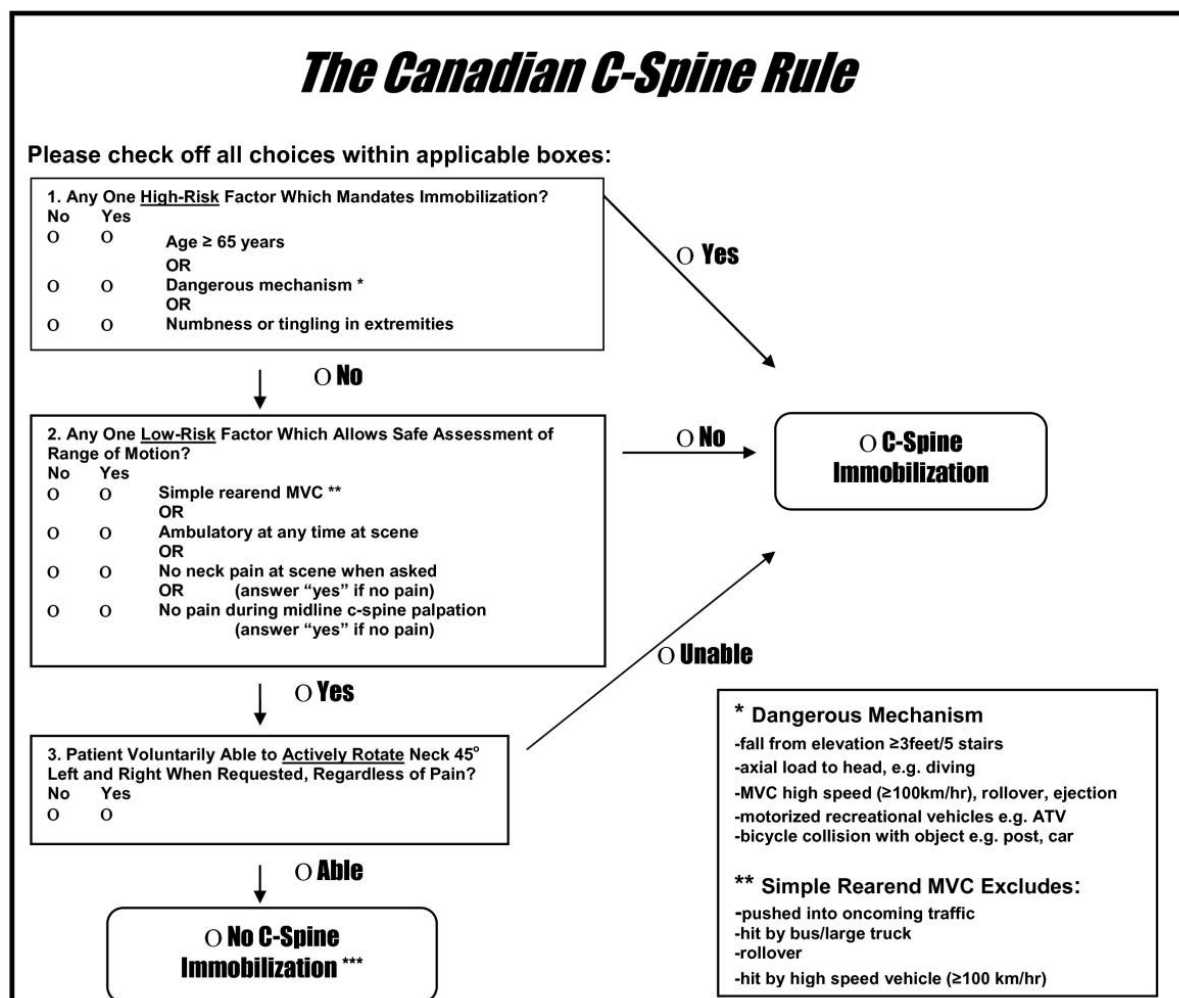 The Canadian C-Spine Rule
Please check off all choices within applicable boxes:
1. Any One High-Risk Factor Which Mandates Immobilization?
No Yes
O O Age ≥ 65 years
OR
O O Dangerous mechanism *
OR
O O Numbness or tingling in extremities
O Yes
O No
2. Any One Low-Risk Factor Which Allows Safe Assessment of
Range of Motion?
No Yes
O O Simple rearend MVC **
OR
O O Ambulatory at any time at scene
OR
O O No neck pain at scene when asked
OR (answer “yes” if no pain)
O O No pain during midline c-spine palpation
(answer “yes” if no pain)
O No
O C-Spine
Immobilization
O Unable
O Yes
3. Patient Voluntarily Able to Actively Rotate Neck 45°
Left and Right When Requested, Regardless of Pain?
No Yes
O O
O Able
O No C-Spine
Immobilization ***
* Dangerous Mechanism
-fall from elevation ≥3feet/5 stairs
-axial load to head, e.g. diving
-MVC high speed (≥100km/hr), rollover, ejection
-motorized recreational vehicles e.g. ATV
-bicycle collision with object e.g. post, car
** Simple Rearend MVC Excludes:
-pushed into oncoming traffic
-hit by bus/large truck
-rollover
-hit by high speed vehicle (≥100 km/hr)